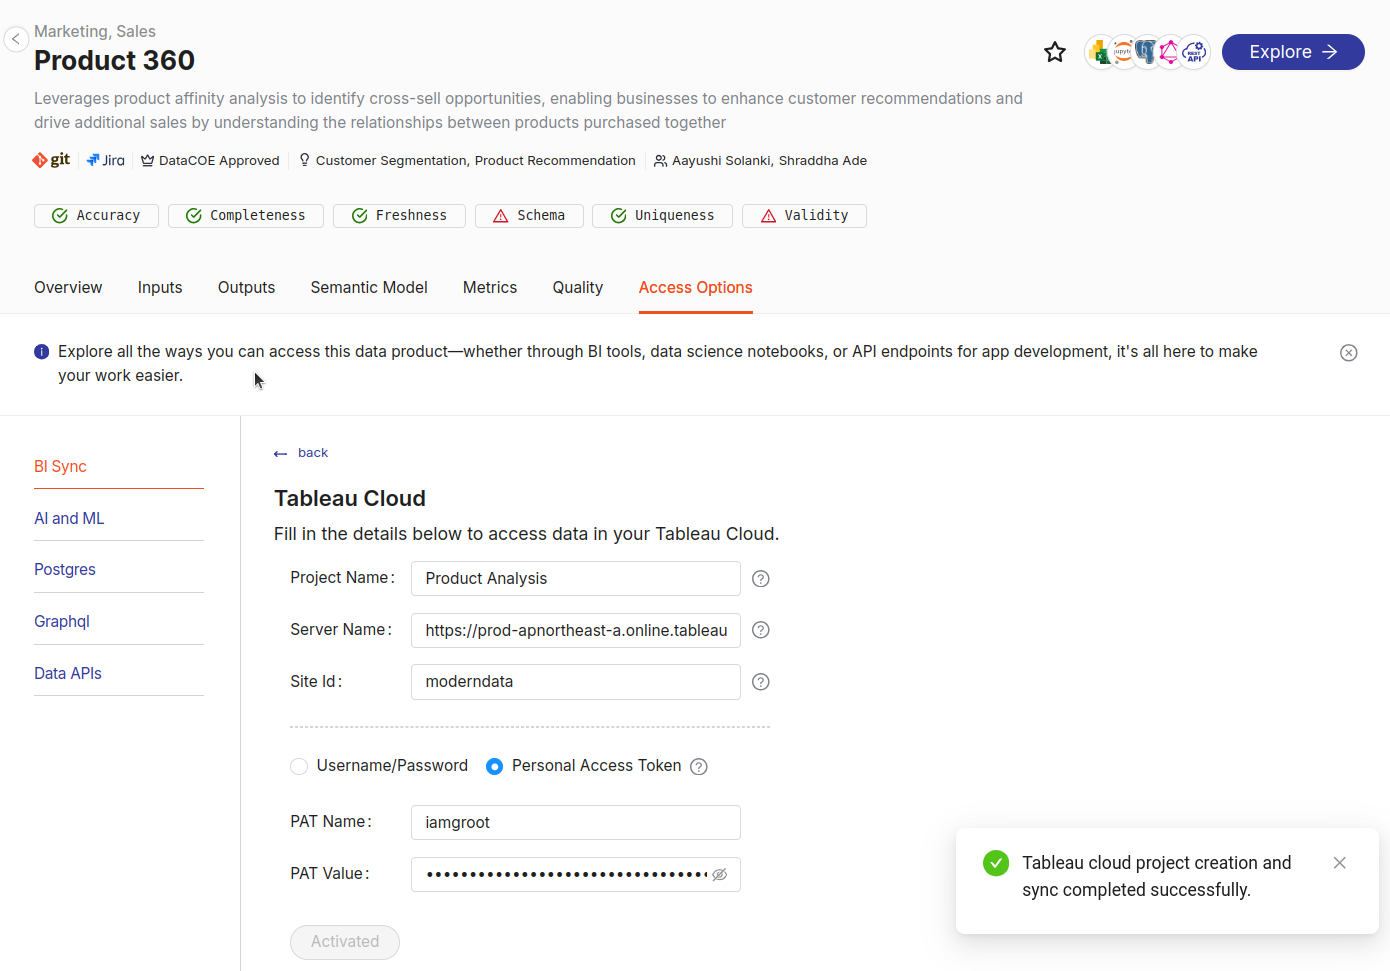 Marketing, Sales
Product 360
jupyter
REST
API
Explore
Leverages product affinity analysis to identify cross-sell opportunities, enabling businesses to enhance customer recommendations and
drive additional sales by understanding the relationships between products purchased together
git
Jira
DataCOE Approved
Customer Segmentation, Product Recommendation
Aayushi Solanki, Shraddha Ade
Accuracy
Completeness
Freshness
Schema
Uniqueness
Validity
Overview
Inputs
Outputs
Semantic Model
Metrics
Quality
Access Options
Explore all the ways you can access this data product—whether through BI tools, data science notebooks, or API endpoints for app development, it's all here to make
your work easier.
BI Sync
AI and ML
Postgres
Graphql
Data APIs
← back
Tableau Cloud
Fill in the details below to access data in your Tableau Cloud.
Project Name: Product Analysis
Server Name: https://prod-apnortheast-a.online.tableau
Site Id: moderndata
Username/Password
Personal Access Token
PAT Name: iamgroot
PAT Value:
Activated
Tableau cloud project creation and
sync completed successfully.